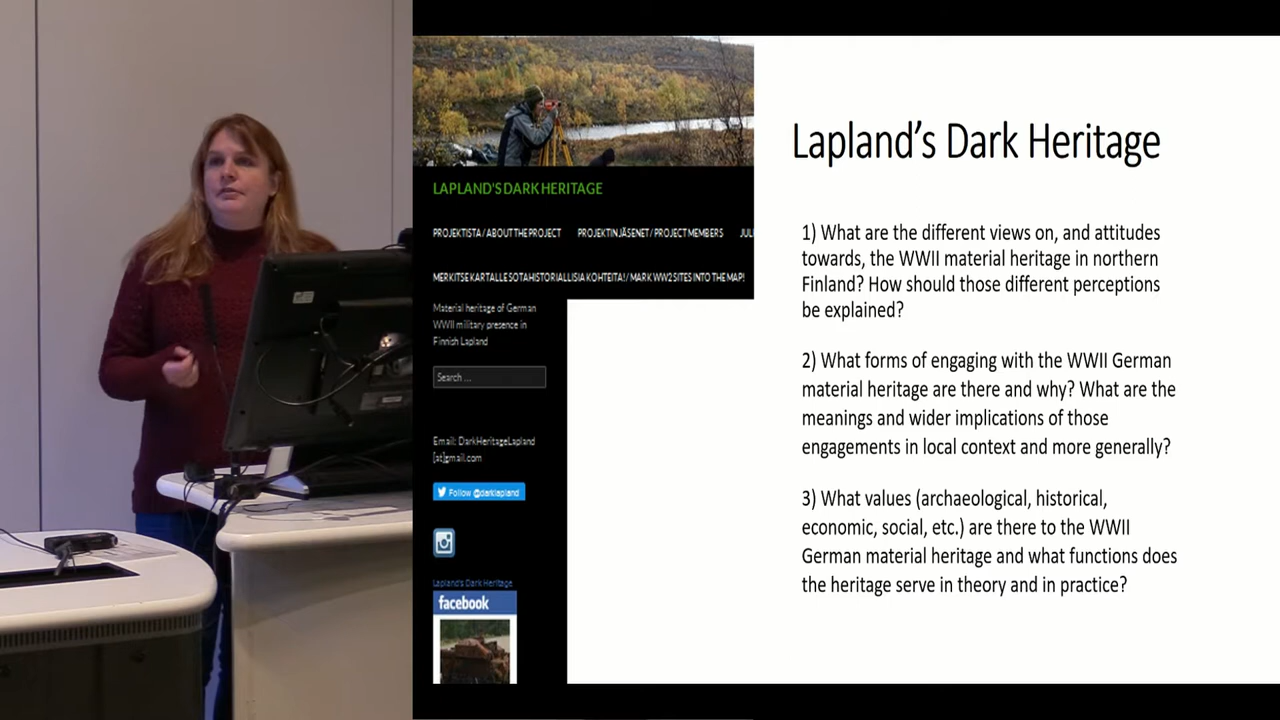 LAPLAND'S DARK HERITAGE
PROJEKTISTA / ABOUT THE PROJECT PROJEKTIN JÄSENET / PROJECT MEMBERS JULI
MERKITSE KARTALLE SOTAHISTORIALLISIA KOHTEITA! / MARK WW2 SITES INTO THE MAP!
Material heritage of German
WWII military presence in
Finnish Lapland
Search ...
Email: DarkHeritageLapland
[at]gmail.com
Follow @darklapland
Lapland's Dark Heritage
facebook
Lapland's Dark Heritage
1) What are the different views on, and attitudes
towards, the WWII material heritage in northern
Finland? How should those different perceptions
be explained?
2) What forms of engaging with the WWII German
material heritage are there and why? What are the
meanings and wider implications of those
engagements in local context and more generally?
3) What values (archaeological, historical,
economic, social, etc.) are there to the WWII
German material heritage and what functions does
the heritage serve in theory and in practice?